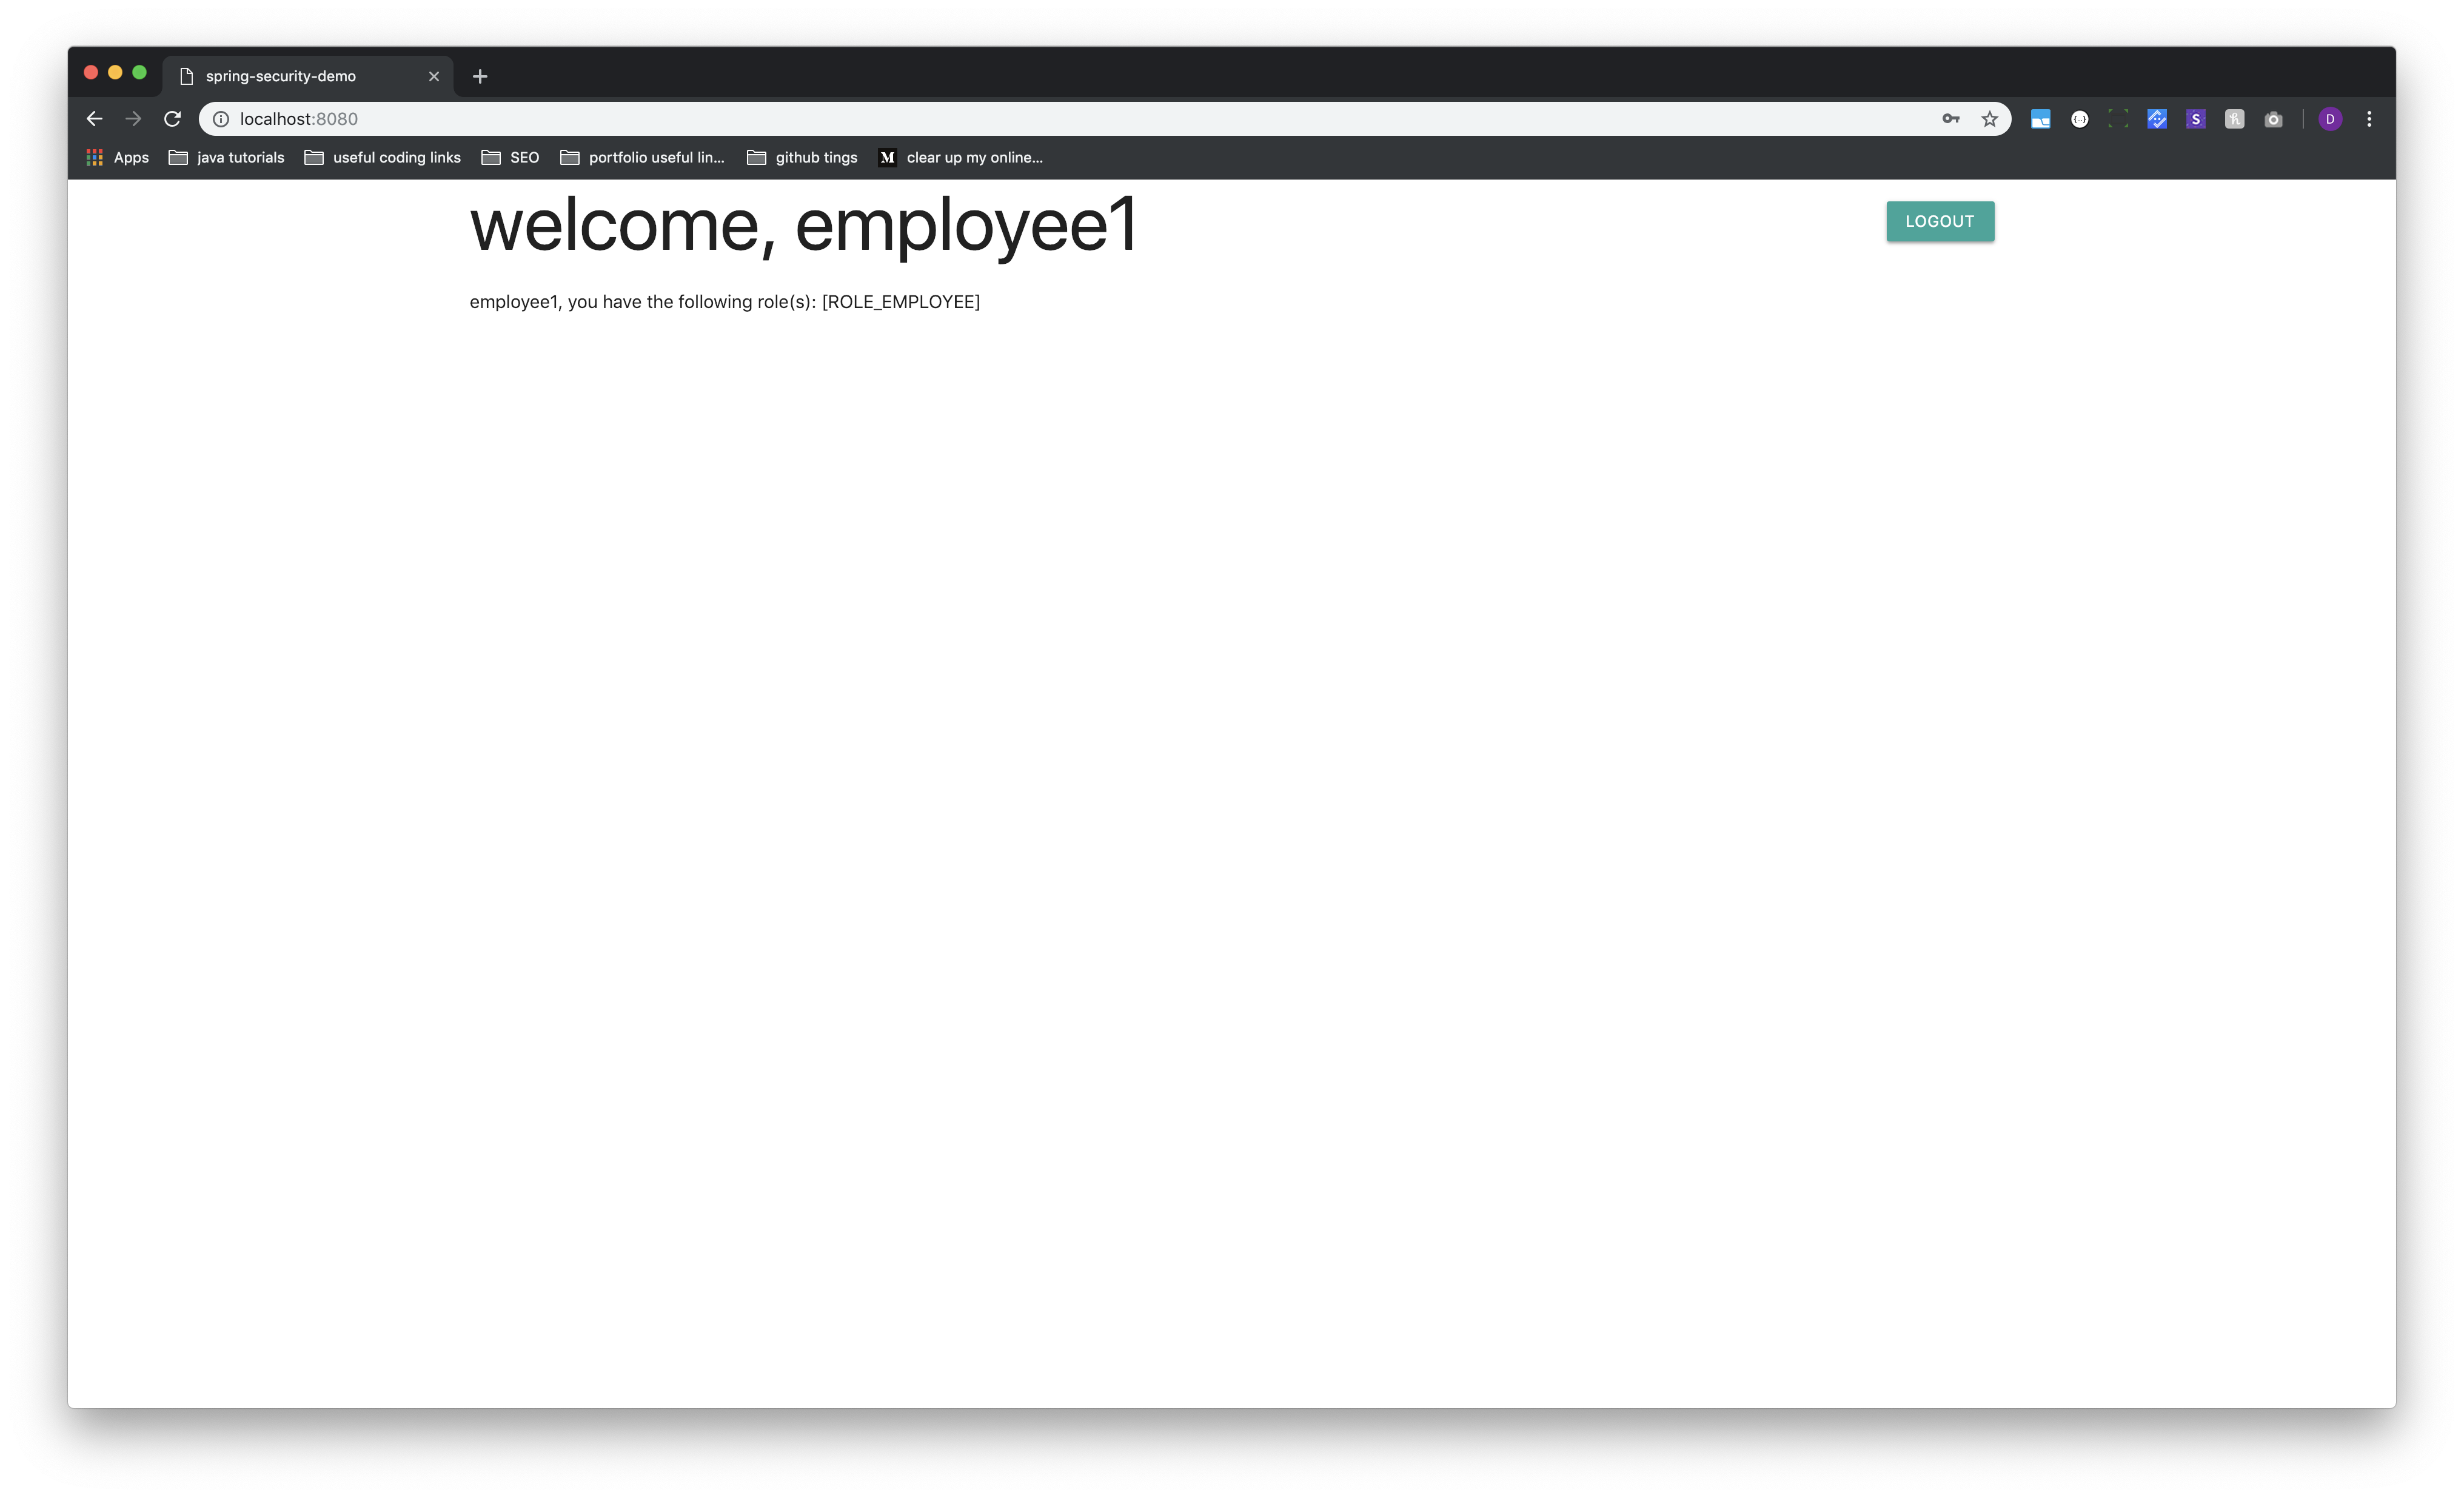 spring-security-demo
localhost:8080
S
D
Apps java tutorials useful coding links SEO portfolio useful lin... github tings M clear up my online...
welcome, employee1
LOGOUT
employee1, you have the following role(s): [ROLE_EMPLOYEE]